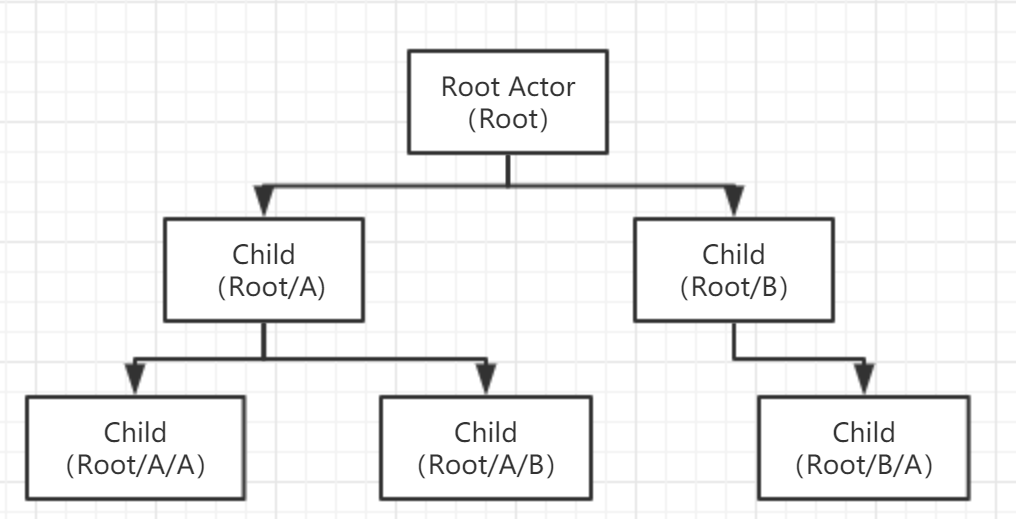 Root Actor
(Root)
Child
(Root/A)
Child
(Root/B)
Child
(Root/A/A)
Child
(Root/A/B)
Child
(Root/B/A)